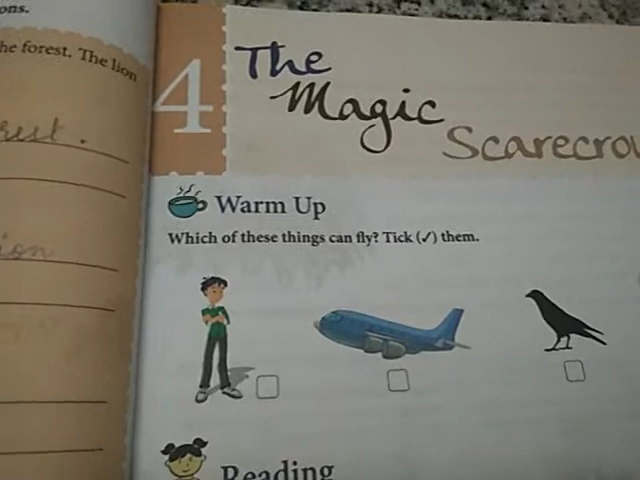 ons.
he forest. The lion
rest.
ion
4
The
Magic
Scarecrow
Warm Up
Which of these things can fly? Tick (✓) them.
Reading